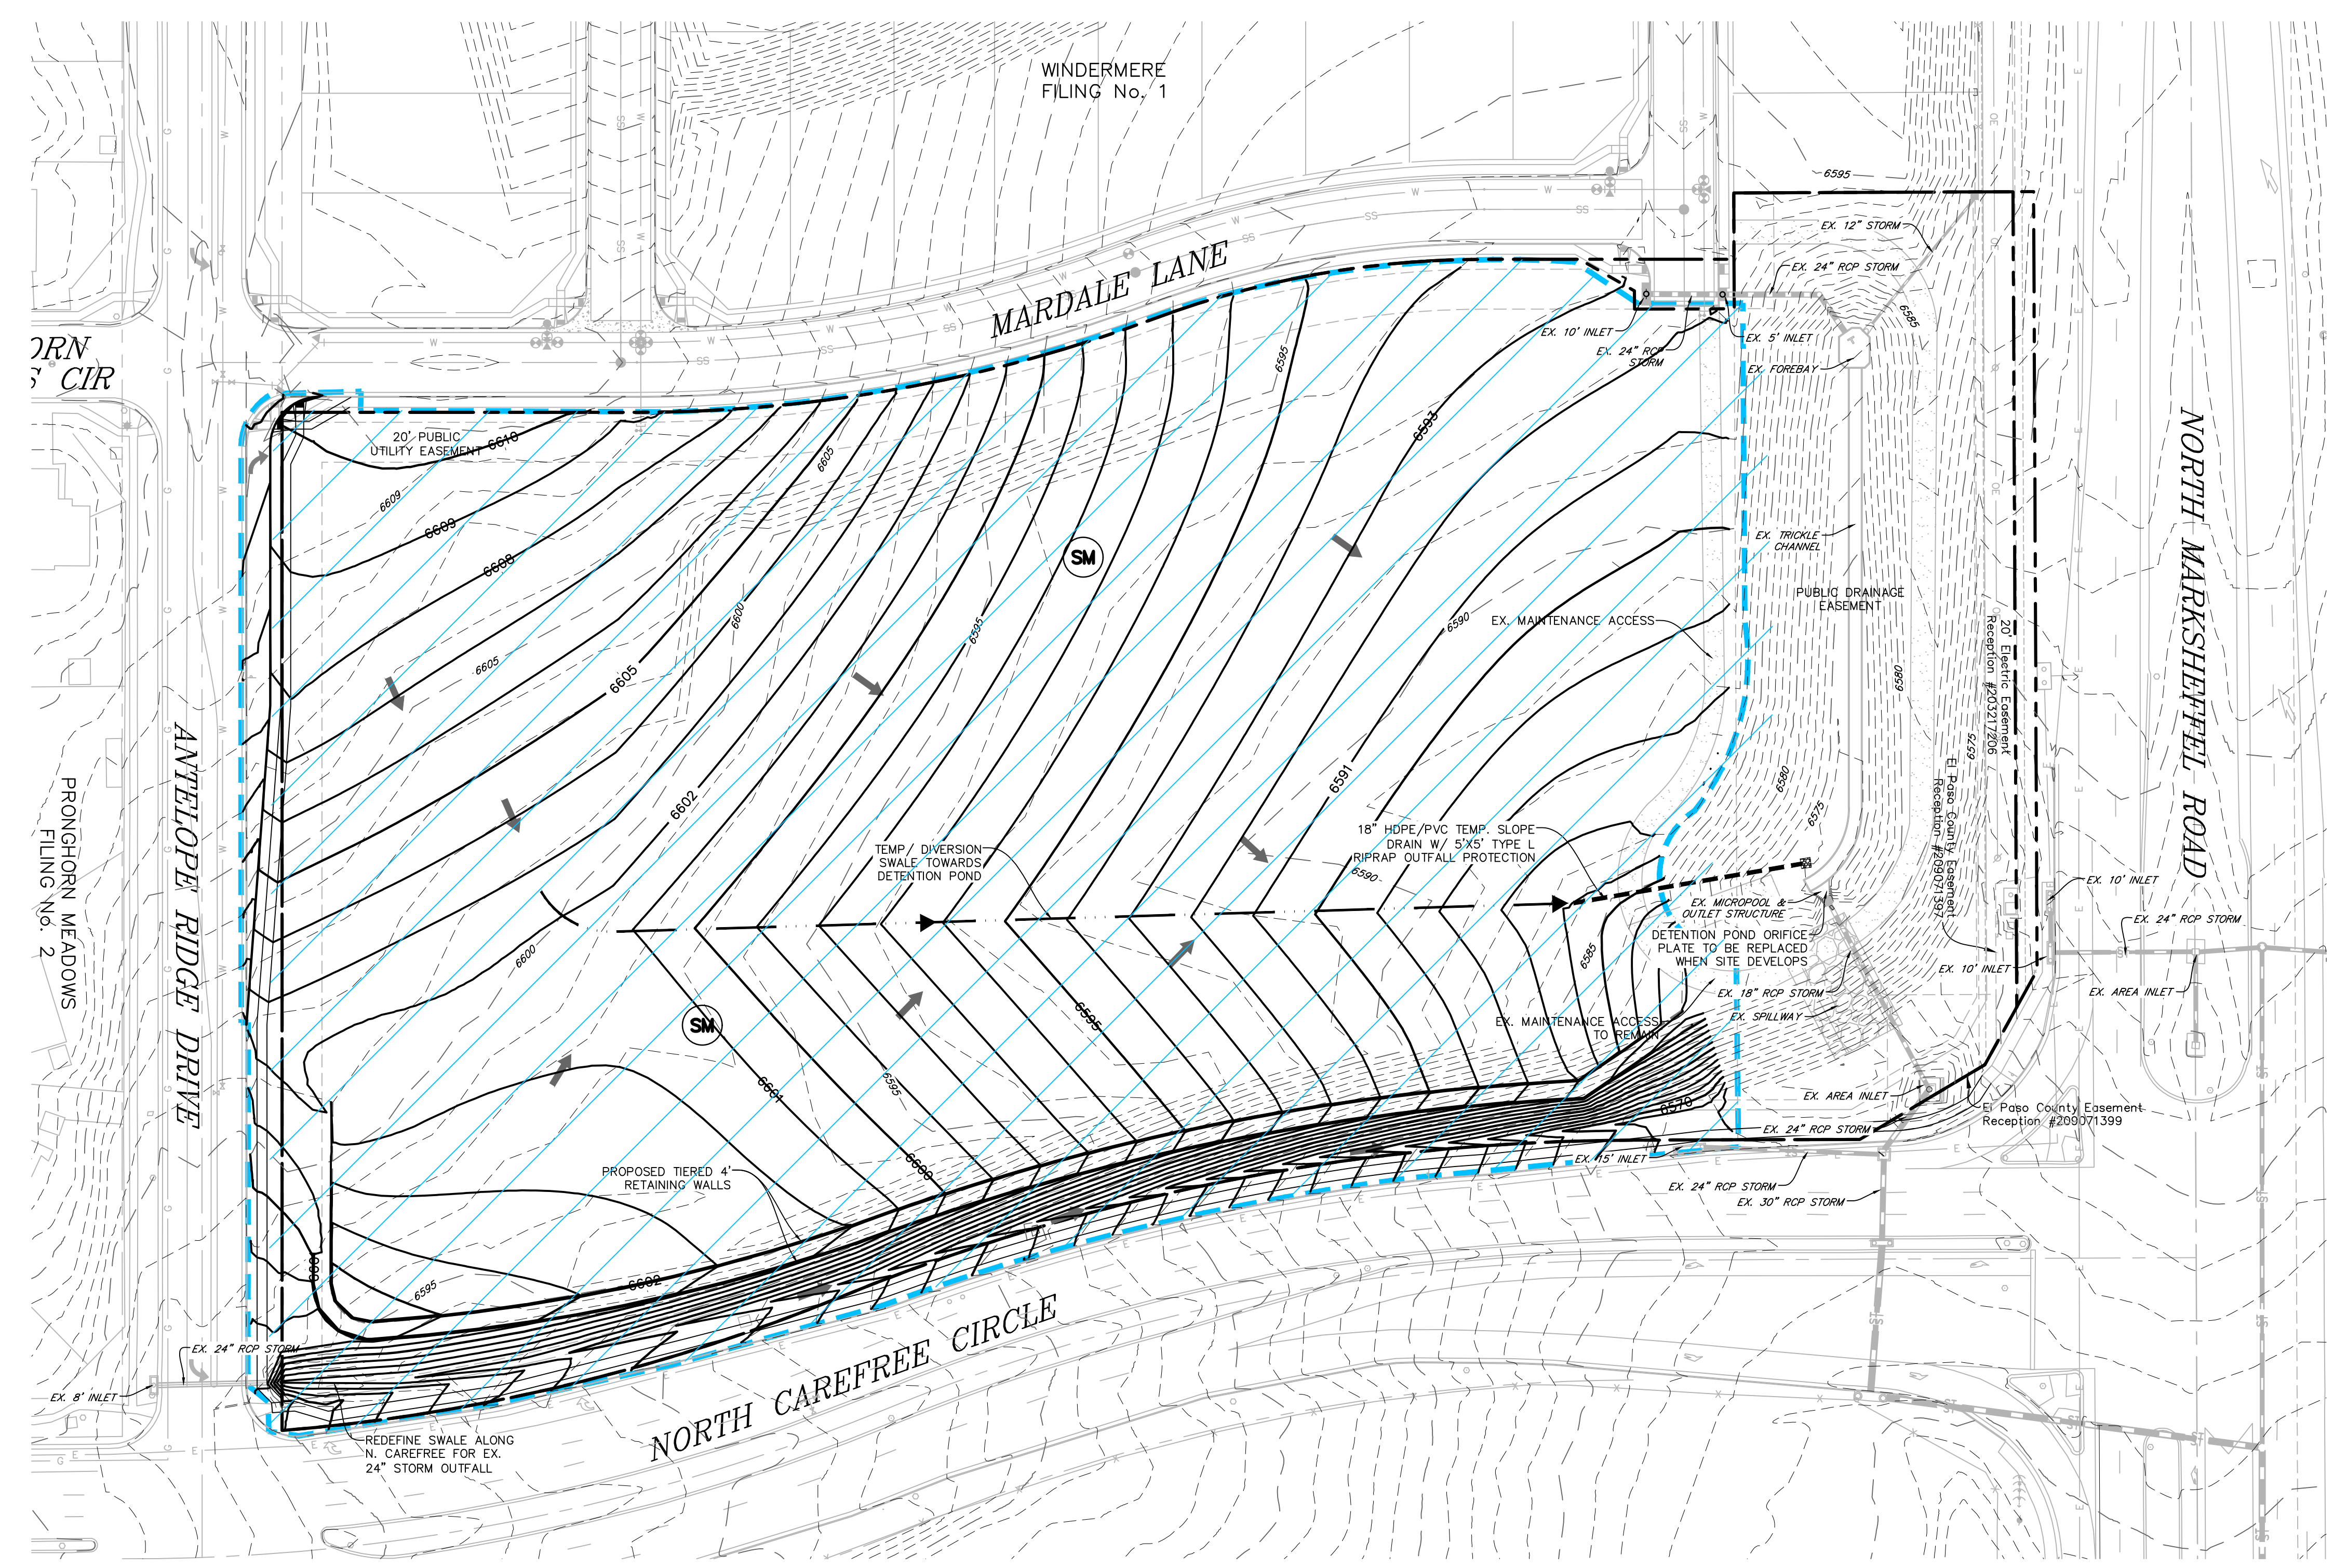 WINDERMERE
FILING No. 1
MARDALE LANE
6595
EX. 12" STORM
EX. 24" RCP STORM
6585
EX. 10' INLET
EX. 24" RCP
STORM
EX. 5' INLET
EX. FOREBAY
ORN
S CIR
20' PUBLIC
UTILITY EASEMENT
6610
6609
6609
6608
6605
6605
6605
6600
6602
6595
6595
6593
SM
EX. TRICKLE
CHANNEL
PUBLIC DRAINAGE
EASEMENT
EX. MAINTENANCE ACCESS
6590
6580
6580
6575
6575
20' Electric Easement
Reception #203217206
El Paso County Easement
Reception #209071397
NORTH MARKSHEFFEL ROAD
ANTELOPE RIDGE DRIVE
PRONGHORN MEADOWS
FILING No. 2
6591
18" HDPE/PVC TEMP. SLOPE
DRAIN W/ 5'X5' TYPE L
RIPRAP OUTFALL PROTECTION
6590
TEMP/ DIVERSION
SWALE TOWARDS
DETENTION POND
EX. MICROPOOL &
OUTLET STRUCTURE
DETENTION POND ORIFICE
PLATE TO BE REPLACED
WHEN SITE DEVELOPS
EX. 10' INLET
EX. 24" RCP STORM
EX. 10' INLET
EX. AREA INLET
EX. 18" RCP STORM
EX. SPILLWAY
6585
6600
EX. MAINTENANCE ACCESS
TO REMAIN
SM
6595
6595
6601
6600
6570
EX. AREA INLET
El Paso County Easement
Reception #209071399
EX. 24" RCP STORM
EX. 15' INLET
EX. 24" RCP STORM
EX. 30" RCP STORM
PROPOSED TIERED 4'
RETAINING WALLS
6602
6595
NORTH CAREFREE CIRCLE
EX. 24" RCP STORM
EX. 8' INLET
REDEFINE SWALE ALONG
N. CAREFREE FOR EX.
24" STORM OUTFALL